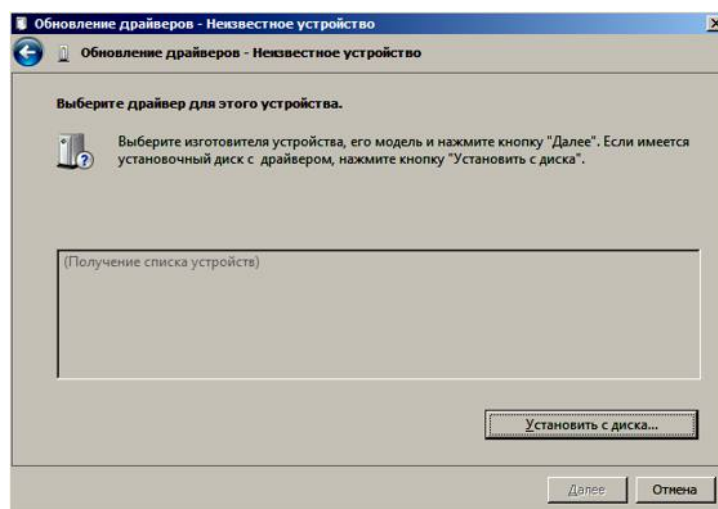 Обновление драйверов - Неизвестное устройство
Обновление драйверов - Неизвестное устройство
Выберите драйвер для этого устройства.
Выберите изготовителя устройства, его модель и нажмите кнопку "Далее". Если имеется
установочный диск с драйвером, нажмите кнопку "Установить с диска".
(Получение списка устройств)
Установить с диска...
Далее
Отмена